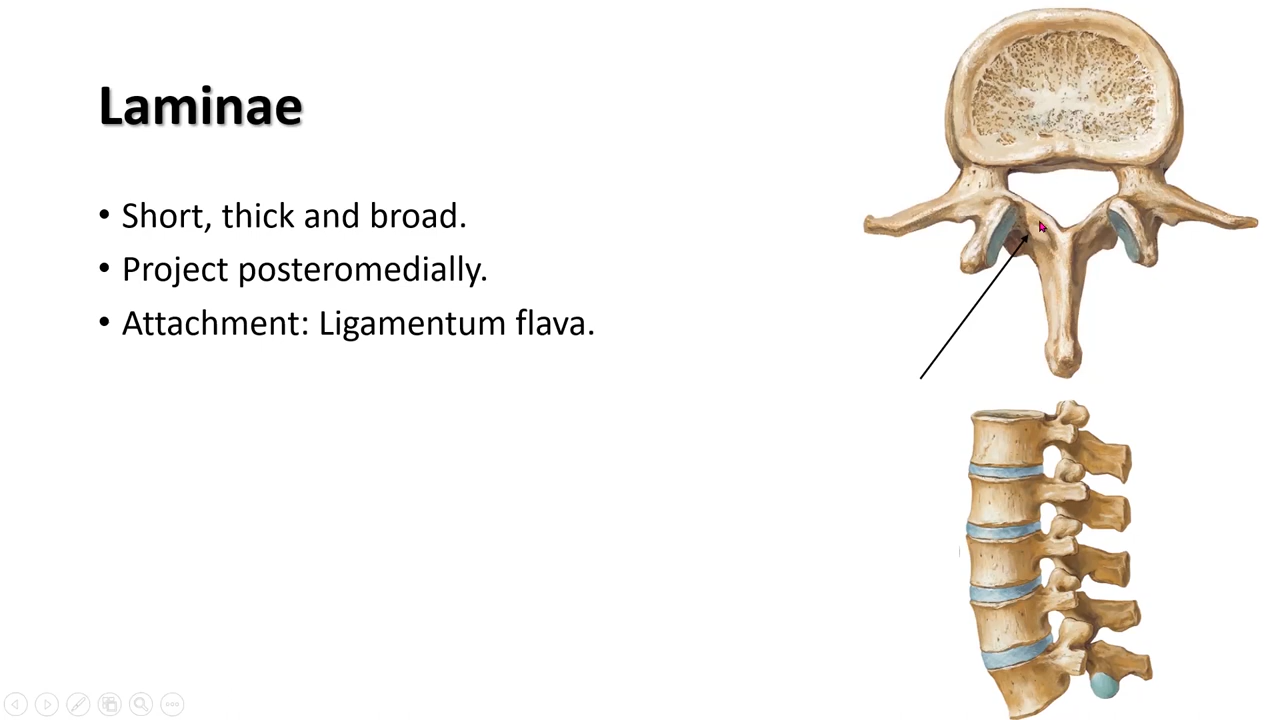 Laminae
• Short, thick and broad.
• Project posteromedially.
• Attachment: Ligamentum flava.